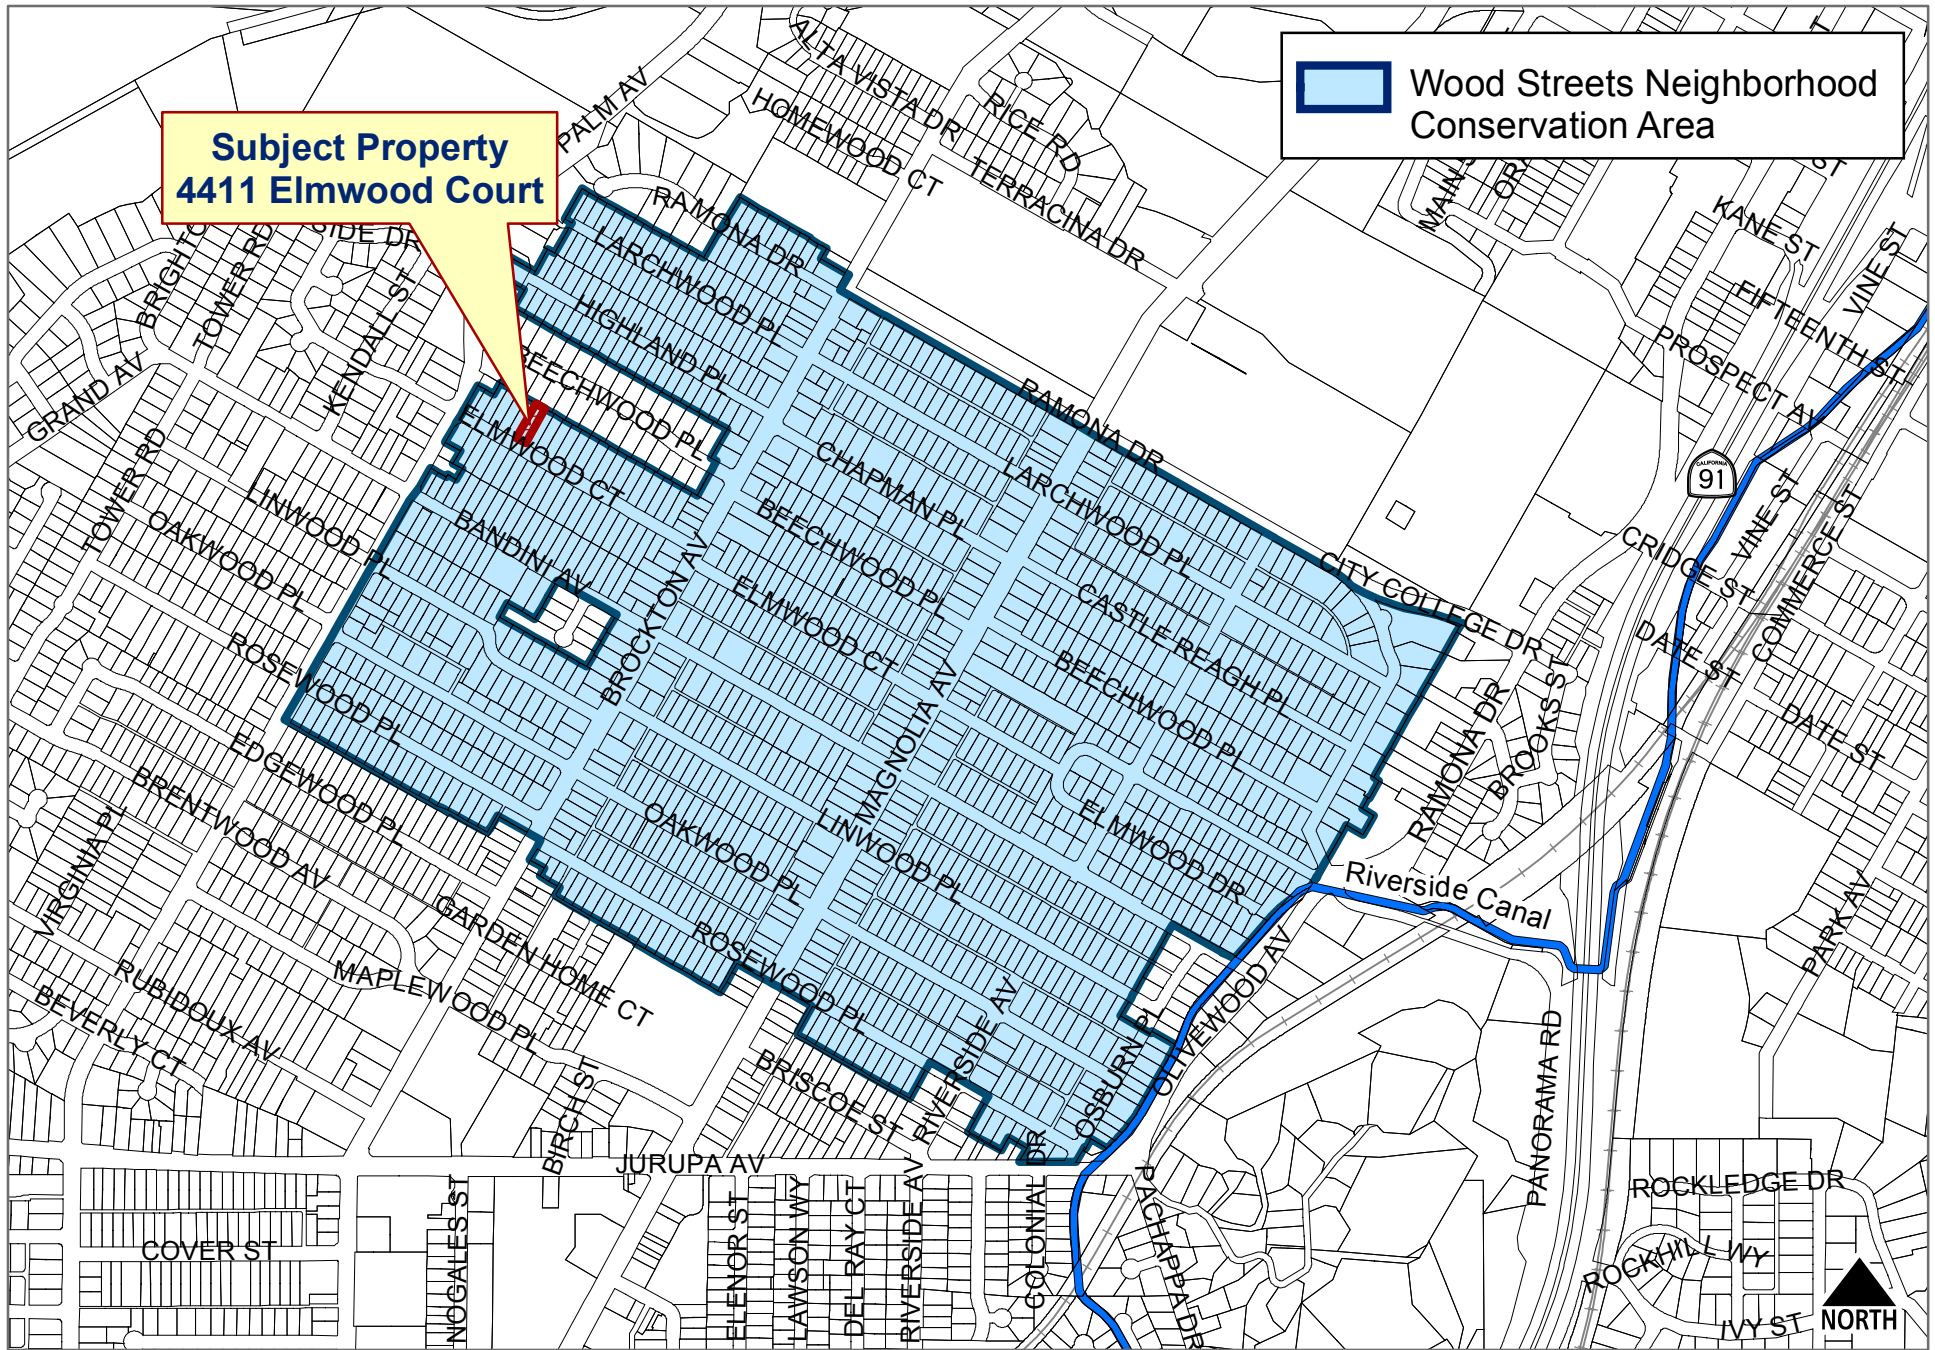 Wood Streets Neighborhood
Conservation Area
Subject Property
4411 Elmwood Court
ALTA VISTA DR
PALM AV
HOMEWOOD CT
RICE RD
TERRACINA DR
KANE ST
VINE ST
FIFTEENTH ST
PROSPECT AV
RAMONA DR
LARCHWOOD PL
HIGHLAND PL
BEECHWOOD PL
ELMWOOD CT
TOWER RD
KENDALL ST
GRAND AV
TOWER RD
LINWOOD PL
OAKWOOD PL
BANDINI AV
BROCKTON AV
RAMONA DR
CHAPMAN PL
LARCHWOOD PL
BEECHWOOD PL
ELMWOOD CT
CASTLE REAGH PL
BEECHWOOD PL
CITY COLLEGE DR
CALIFORNIA
91
CRIDGE ST
VINE ST
COMMERCE ST
DATE ST
DATE ST
RAMONA DR
BROOKS ST
MAGNOLIA AV
ROSEWOOD PL
EDGEWOOD PL
BRENTWOOD AV
VIRGINIA PL
OAKWOOD PL
LINWOOD PL
ELMWOOD DR
Riverside Canal
PARK AV
GARDEN HOME CT
MAPLEWOOD PL
RUBIDOUX AV
BEVERLY CT
ROSEWOOD PL
RIVERSIDE AV
OSBURN PL
OLIVEWOOD AV
PANORAMA RD
BRISCOE ST
BIRCH ST
JURUPA AV
COVER ST
NOGALES ST
ELENOR ST
LAWSON WY
DEL RAY CT
RIVERSIDE AV
COLONIAL DR
PACHAPPA DR
ROCKLEDGE DR
ROCKHILL WY
IVY ST
NORTH